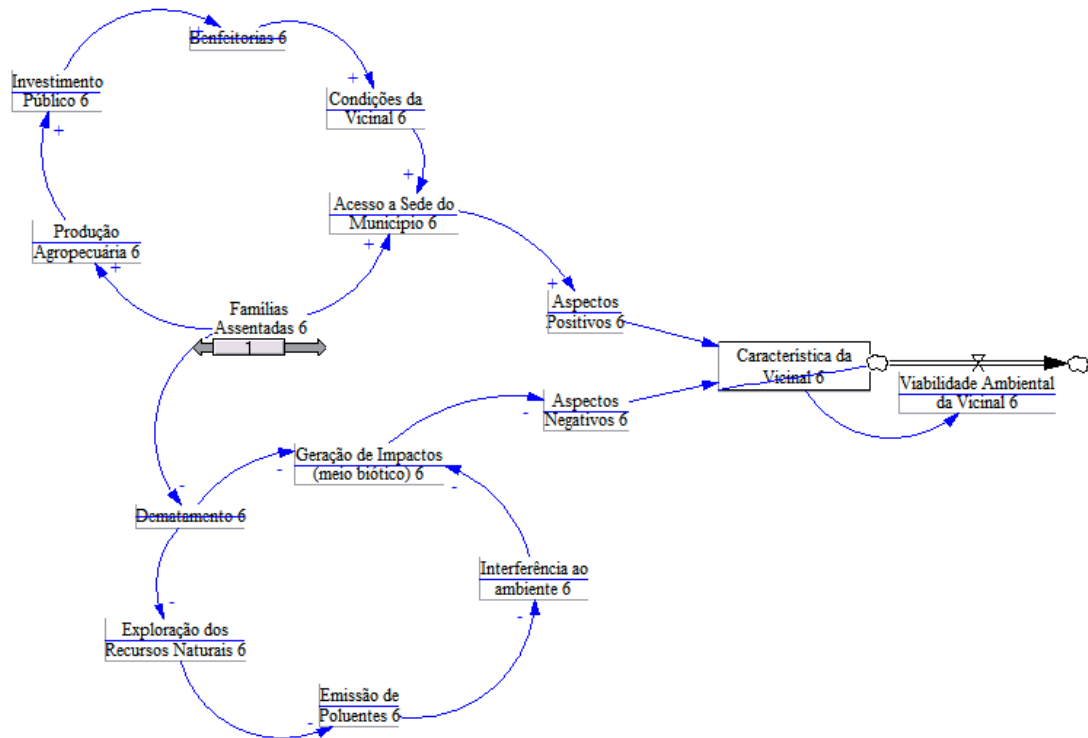 Benfeitorias 6
+
Investimento
Público 6
+
Condições da
Vicinal 6
+
+
Acesso a Sede do
Município 6
+
Produção
Agropecuária 6
+
Famílias
Assentadas 6
1
+
Aspectos
Positivos 6
Característica da
Vicinal 6
Viabilidade Ambiental
da Vicinal 6
Aspectos
Negativos 6
-
Geração de Impactos
(meio biótico) 6
-
-
-
Dematamento 6
Interferência ao
ambiente 6
-
-
Exploração dos
Recursos Naturais 6
Emissão de
Poluentes 6
-